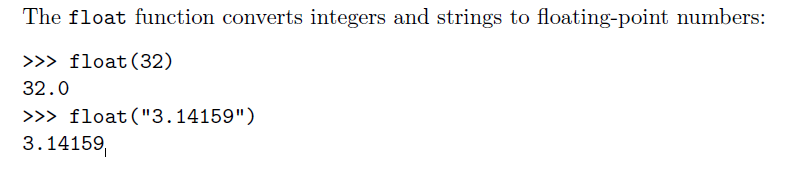 The float function converts integers and strings to floating-point numbers:
>>> float(32)
32.0
>>> float("3.14159")
3.14159